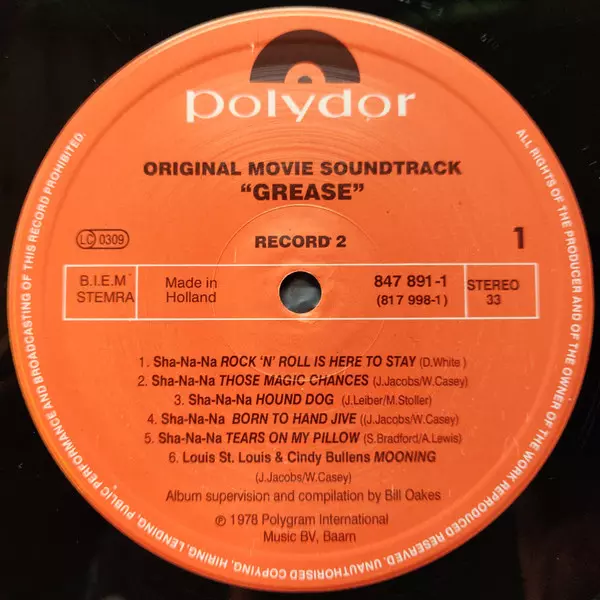 polydor
ORIGINAL MOVIE SOUNDTRACK
“GREASE”
LC 0309
RECORD 2
1
B.I.E.M
STEMRA
Made in
Holland
847 891-1
(817 998-1)
STEREO
33
1. Sha-Na-Na ROCK ‘N’ ROLL IS HERE TO STAY (D.White )
2. Sha-Na-Na THOSE MAGIC CHANCES (J.Jacobs/W.Casey)
3. Sha-Na-Na HOUND DOG (J.Leiber/M.Stoller)
4. Sha-Na-Na BORN TO HAND JIVE ((J.Jacobs/W.Casey)
5. Sha-Na-Na TEARS ON MY PILLOW (S.Bradford/A.Lewis)
6. Louis St. Louis & Cindy Bullens MOONING
(J.Jacobs/W.Casey)
Album supervision and compilation by Bill Oakes
℗ 1978 Polygram International
Music BV, Baarn
ALL RIGHTS OF THE PRODUCER AND OF THE OWNER OF THE WORK REPRODUCED RESERVED. UNAUTHORISED COPYING, HIRING, LENDING, PUBLIC PERFORMANCE AND BROADCASTING OF THIS RECORD PROHIBITED.